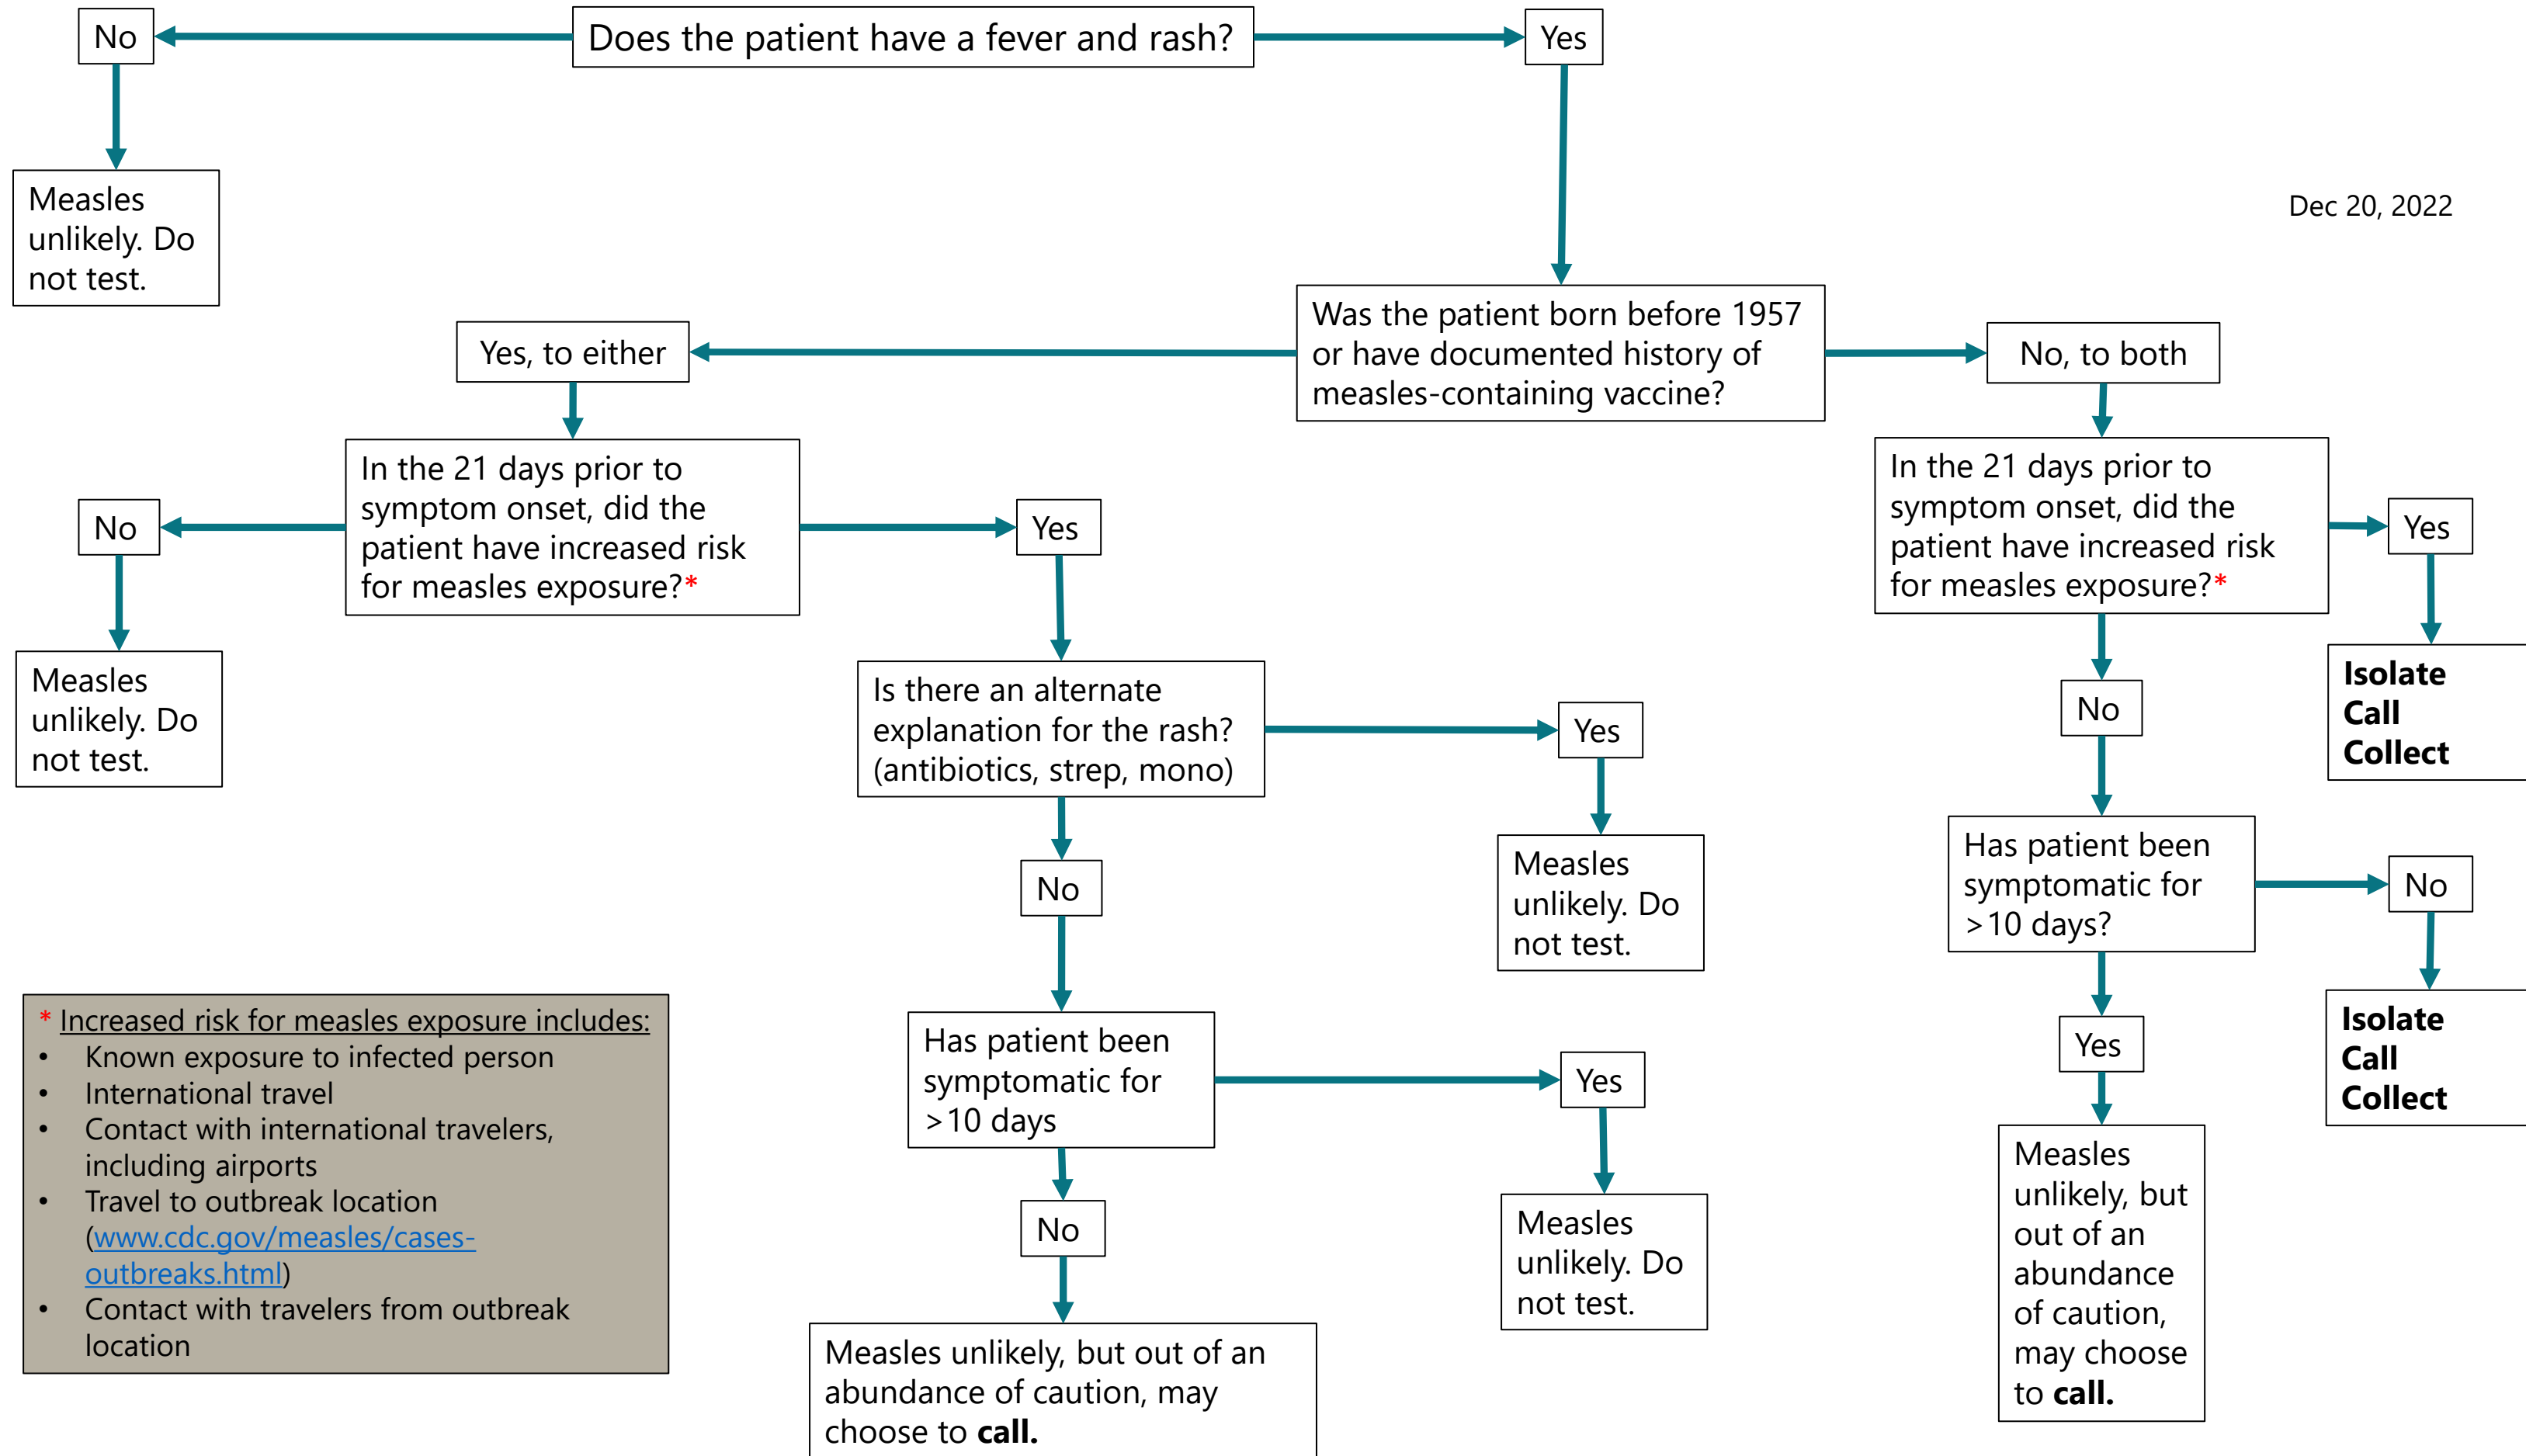 No
Does the patient have a fever and rash?
Yes
Measles
unlikely. Do
not test.
Dec 20, 2022
Was the patient born before 1957
or have documented history of
measles-containing vaccine?
Yes, to either
No, to both
In the 21 days prior to
symptom onset, did the
patient have increased risk
for measles exposure?*
No
Yes
In the 21 days prior to
symptom onset, did the
patient have increased risk
for measles exposure?*
Yes
Measles
unlikely. Do
not test.
Is there an alternate
explanation for the rash?
(antibiotics, strep, mono)
Yes
No
Isolate
Call
Collect
No
Measles
unlikely. Do
not test.
Has patient been
symptomatic for
>10 days?
No
* Increased risk for measles exposure includes:
• Known exposure to infected person
• International travel
• Contact with international travelers,
including airports
• Travel to outbreak location
(www.cdc.gov/measles/cases-
outbreaks.html)
• Contact with travelers from outbreak
location
Has patient been
symptomatic for
>10 days
Yes
Yes
Isolate
Call
Collect
No
Measles
unlikely. Do
not test.
Measles
unlikely, but
out of an
abundance
of caution,
may choose
to call.
Measles unlikely, but out of an
abundance of caution, may
choose to call.